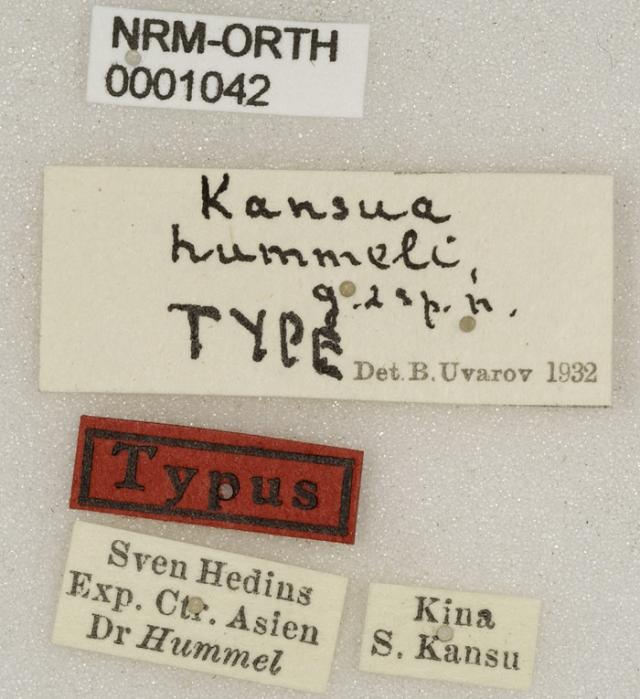 NRM-ORTH
0001042
Kansua
hummeli,
g. & sp. n.
TYPE
Det. B. Uvarov 1932
Typus
Sven Hedins
Exp. Ctr. Asien
Dr Hummel
Kina
S. Kansu